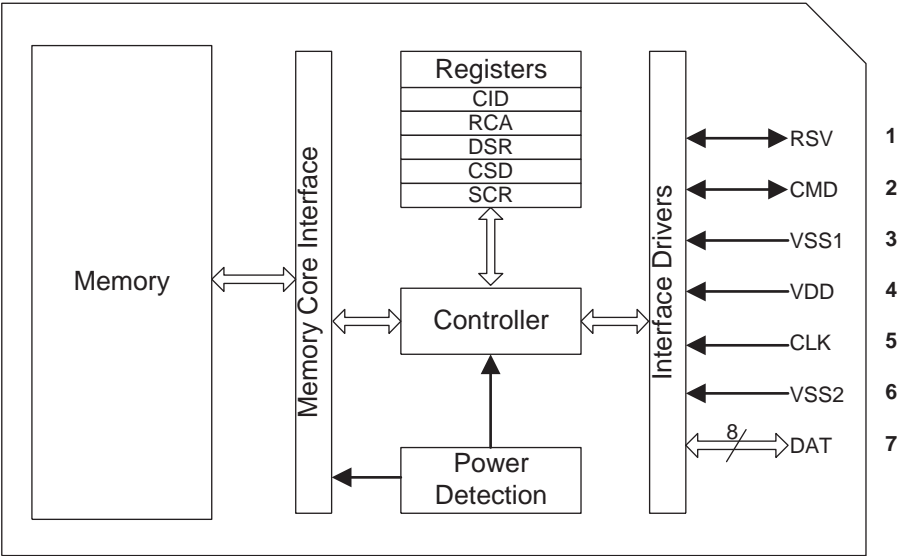 Registers
CID
RCA
DSR
CSD
SCR
Memory
Memory Core Interface
Controller
Power
Detection
Interface Drivers
RSV 1
CMD 2
VSS1 3
VDD 4
CLK 5
VSS2 6
8 DAT 7